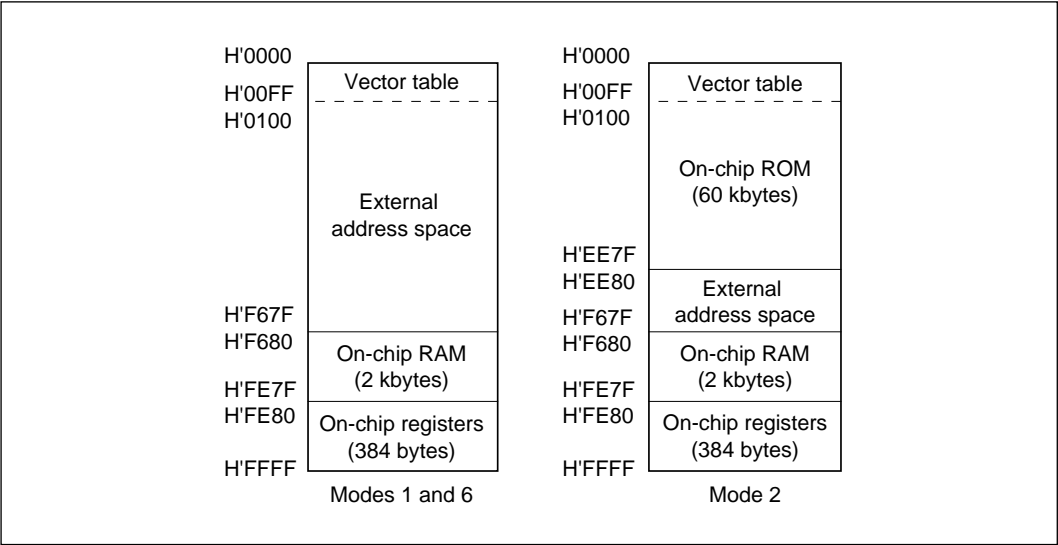 H'0000
Vector table
H'00FF
H'0100
External
address space
H'F67F
H'F680
On-chip RAM
(2 kbytes)
H'FE7F
H'FE80
On-chip registers
(384 bytes)
H'FFFF
Modes 1 and 6
H'0000
Vector table
H'00FF
H'0100
On-chip ROM
(60 kbytes)
H'EE7F
H'EE80
External
address space
H'F67F
H'F680
On-chip RAM
(2 kbytes)
H'FE7F
H'FE80
On-chip registers
(384 bytes)
H'FFFF
Mode 2